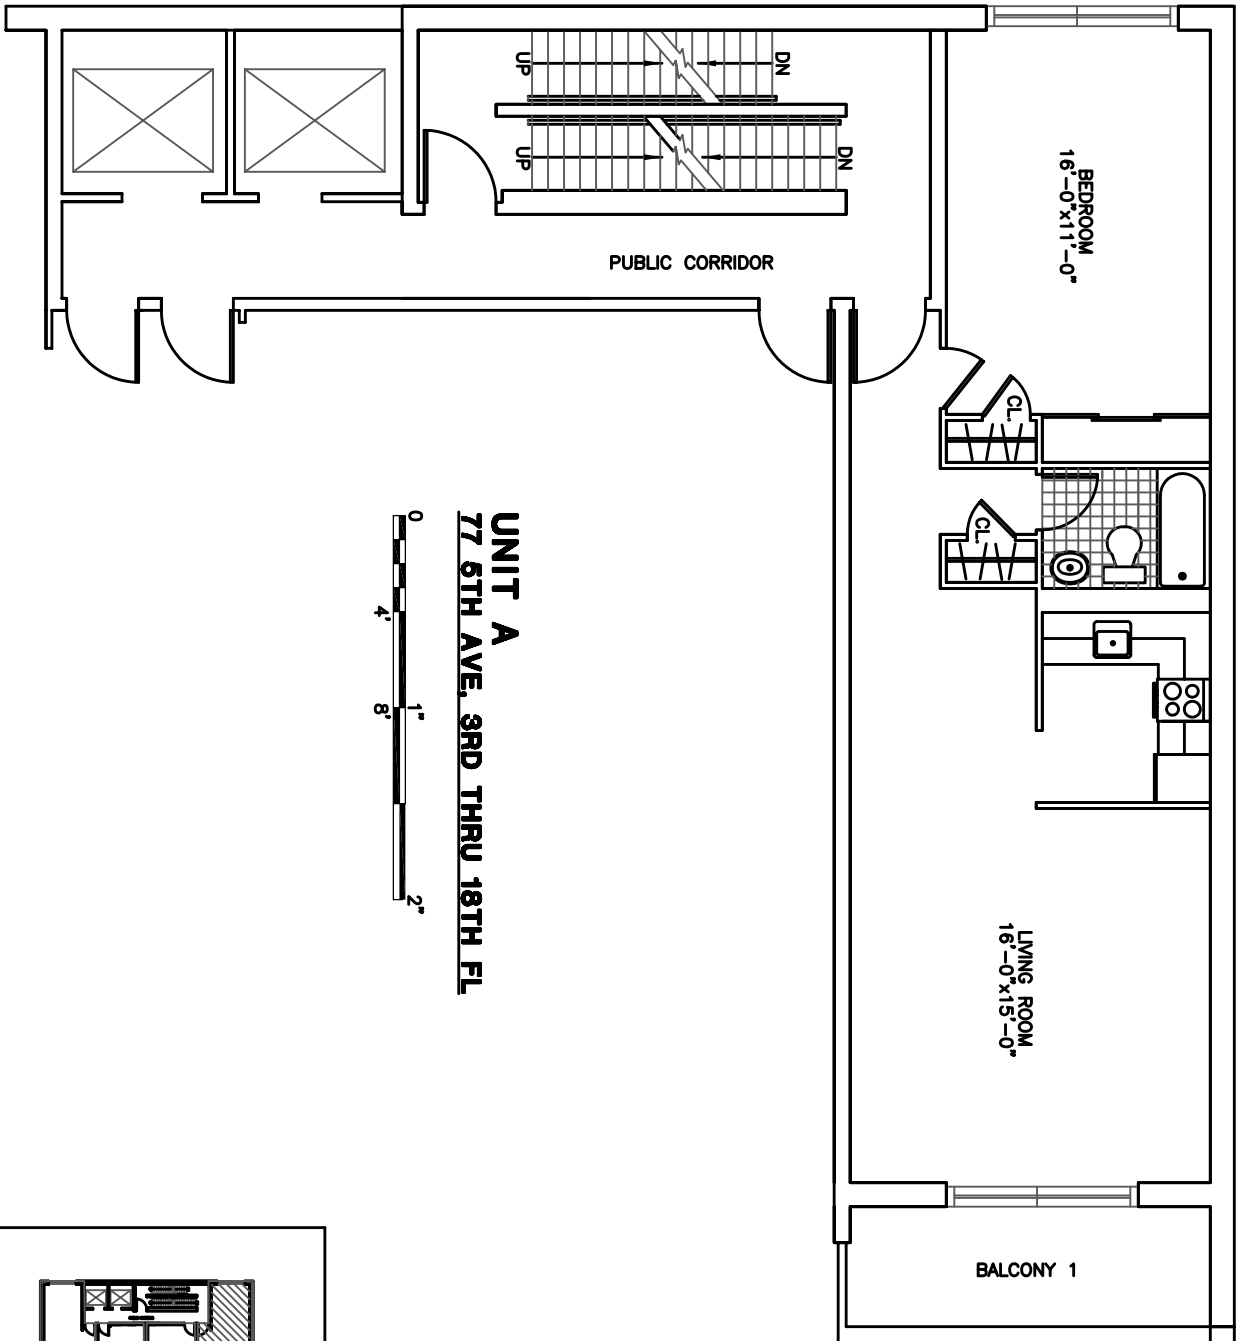 UP
DN
UP
DN
BEDROOM
16'-0"x11'-0"
PUBLIC CORRIDOR
CL.
CL.
UNIT A
77 5TH AVE, 3RD THRU 18TH FL
0 1" 2"
4' 8'
LIVING ROOM
16'-0"x15'-0"
BALCONY 1